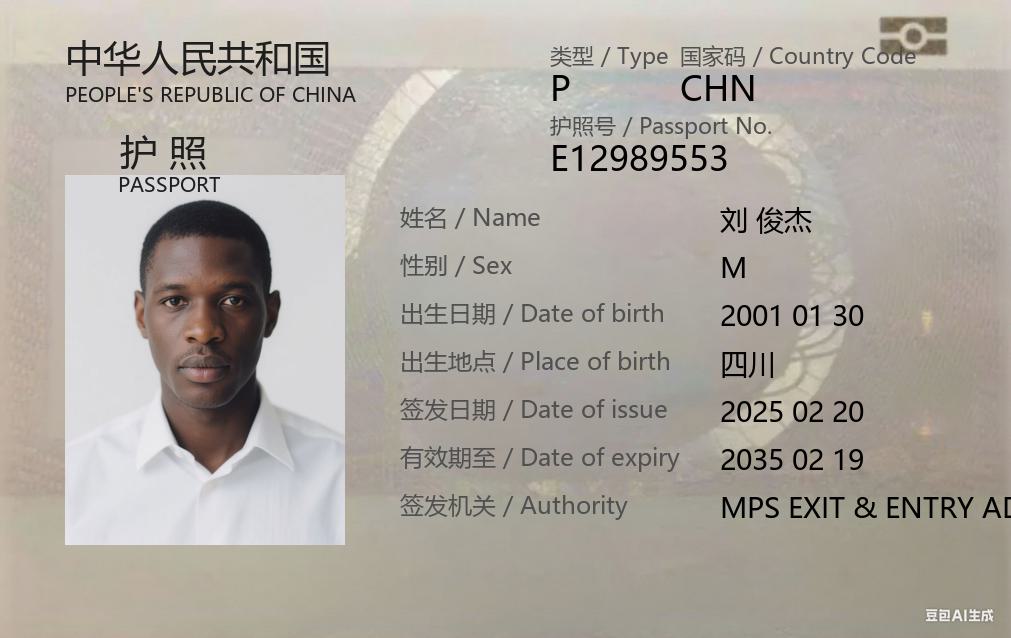 中华人民共和国
PEOPLE'S REPUBLIC OF CHINA
护 照
PASSPORT
类型 / Type 国家码 / Country Code
P CHN
护照号 / Passport No.
E12989553
姓名 / Name 刘 俊杰
性别 / Sex M
出生日期 / Date of birth 2001 01 30
出生地点 / Place of birth 四川
签发日期 / Date of issue 2025 02 20
有效期至 / Date of expiry 2035 02 19
签发机关 / Authority MPS EXIT & ENTRY AD
豆包AI生成